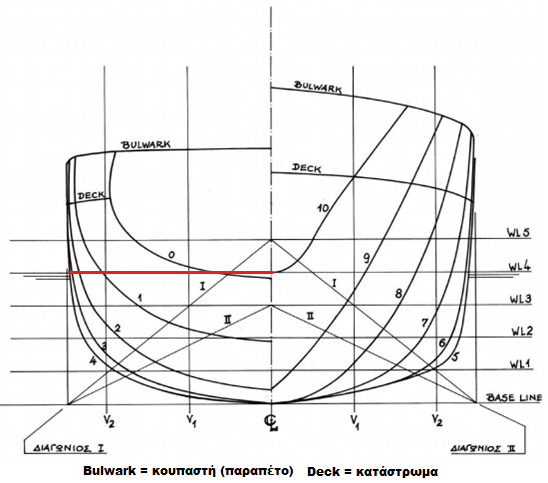 BULWARK
BULWARK
DECK
DECK
10
0
9
WL5
WL4
I
I
8
1
WL3
II
II
7
2
WL2
3
6
4
5
WL1
BASE LINE
V2
V1
℄
V1
V2
ΔΙΑΓΩΝΙΟΣ I
ΔΙΑΓΩΝΙΟΣ II
Bulwark = κουπαστή (παραπέτο) Deck = κατάστρωμα